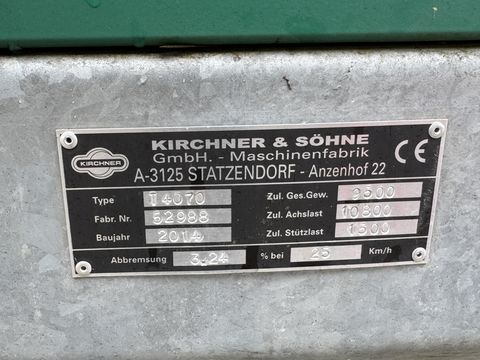 KIRCHNER & SÖHNE
GmbH. - Maschinenfabrik
A-3125 STATZENDORF - Anzenhof 22
CE
KIRCHNER
Type T4070 Zul. Ges.Gew. 9500
Fabr. Nr. 52988 Zul. Achslast 10800
Baujahr 2014 Zul. Stützlast 1500
Abbremsung 3,24 % bei 25 Km/h